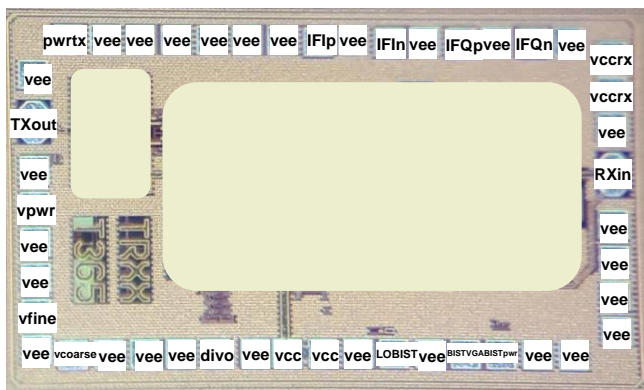 pwrtx vee vee vee vee vee vee IFIp vee IFIn vee IFQp vee IFQn vee
vccrx
vccrx
vee
RXin
vee
vee
vee
vee
vee
TXout
vee
vpwr
vee
vee
vfine
TRXX
T365
vee vcoarse vee vee vee divo vee vcc vcc vee LOBIST vee BISTVGA BISTpwr vee vee